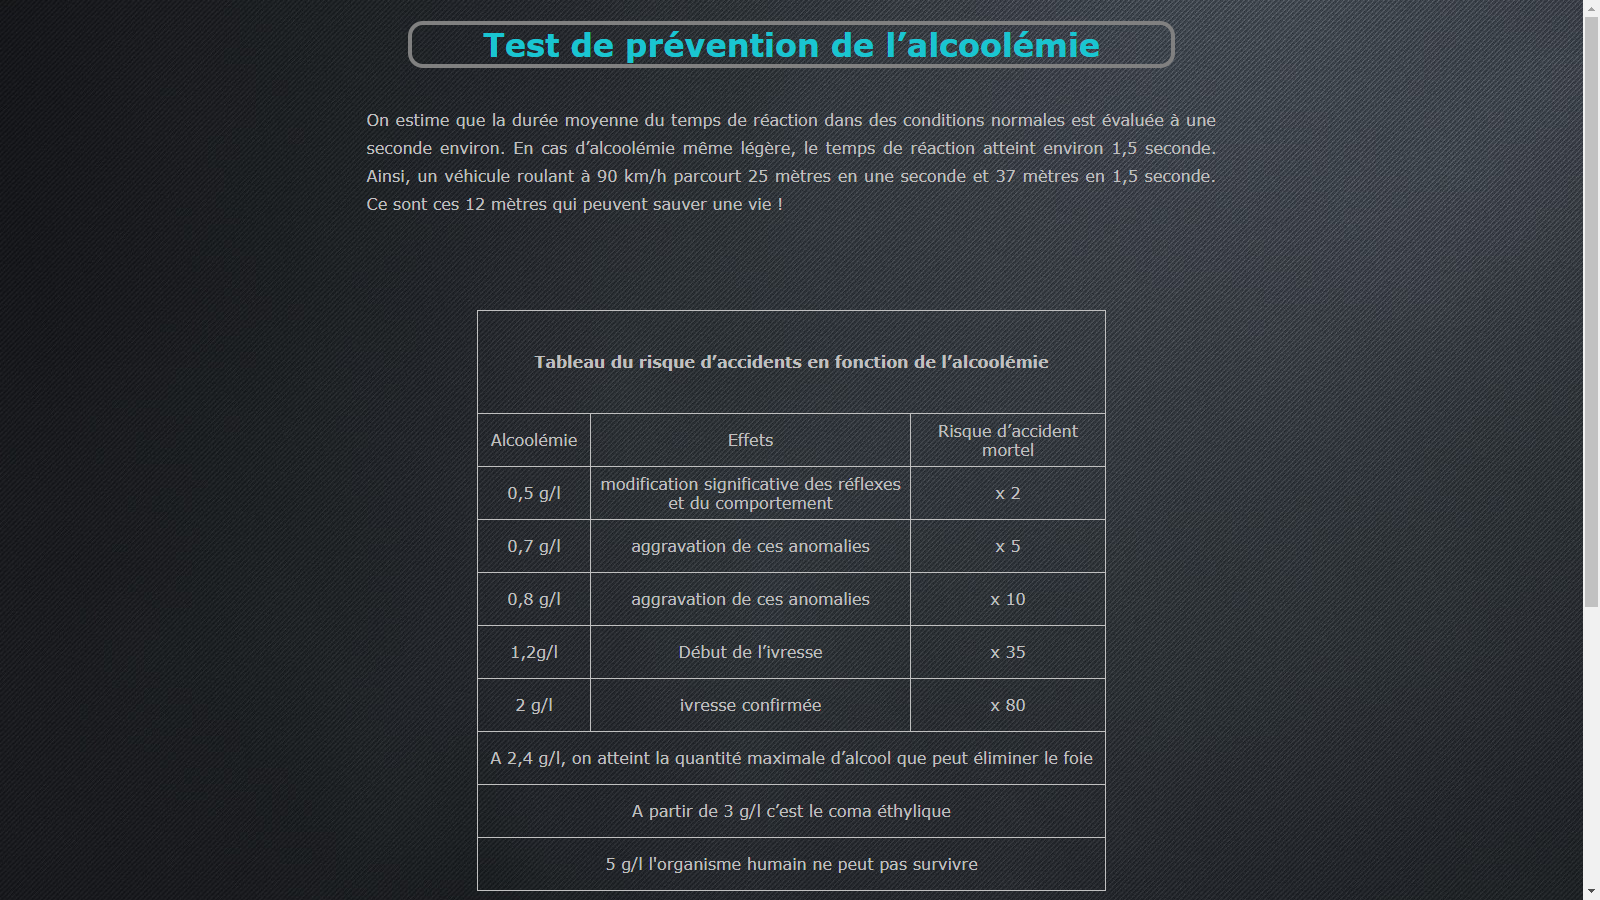 Test de prévention de l’alcoolémie
On estime que la durée moyenne du temps de réaction dans des conditions normales est évaluée à une
seconde environ. En cas d’alcoolémie même légère, le temps de réaction atteint environ 1,5 seconde.
Ainsi, un véhicule roulant à 90 km/h parcourt 25 mètres en une seconde et 37 mètres en 1,5 seconde.
Ce sont ces 12 mètres qui peuvent sauver une vie !
Tableau du risque d’accidents en fonction de l’alcoolémie
Alcoolémie
Effets
Risque d’accident
mortel
0,5 g/l
modification significative des réflexes
et du comportement
x 2
0,7 g/l
aggravation de ces anomalies
x 5
0,8 g/l
aggravation de ces anomalies
x 10
1,2g/l
Début de l’ivresse
x 35
2 g/l
ivresse confirmée
x 80
A 2,4 g/l, on atteint la quantité maximale d’alcool que peut éliminer le foie
A partir de 3 g/l c’est le coma éthylique
5 g/l l'organisme humain ne peut pas survivre